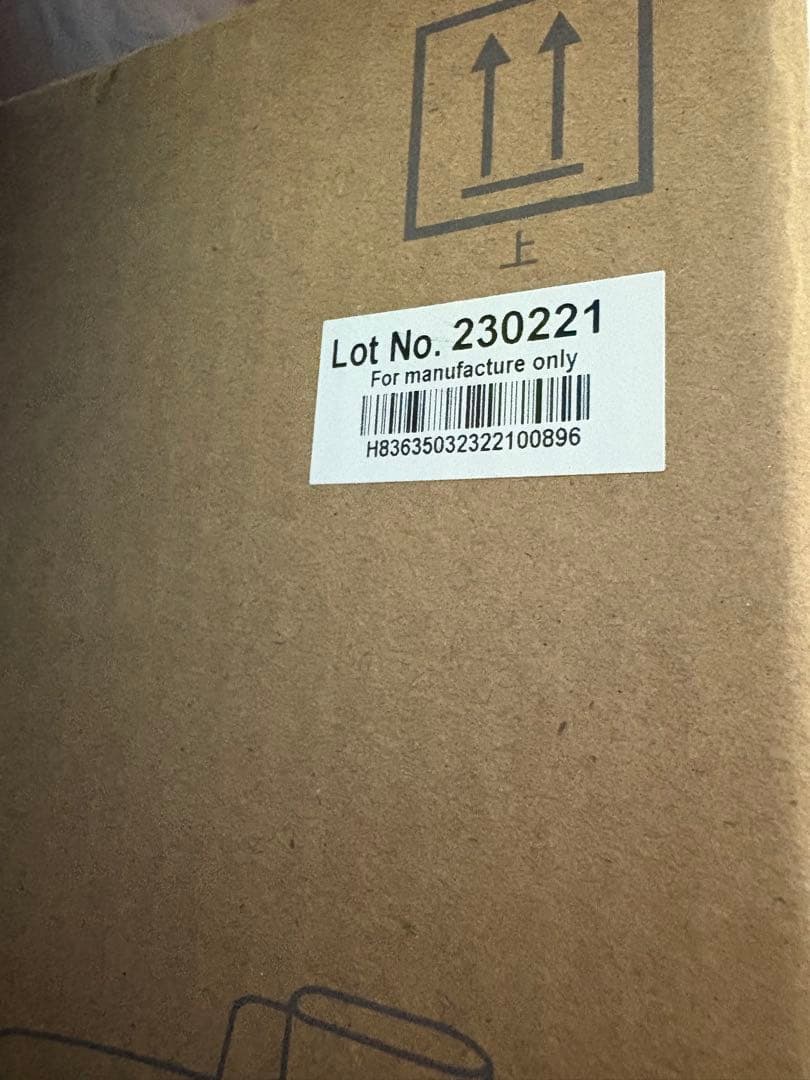 上
Lot No. 230221
For manufacture only
H83635032322100896